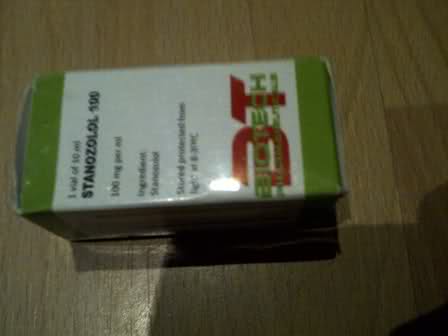 1 vial of 10 ml
STANOZOLOL 100
100 mg per ml
Ingredient:
Stanozolol
Stored protected from
light at 8-
BT
BIOTECH